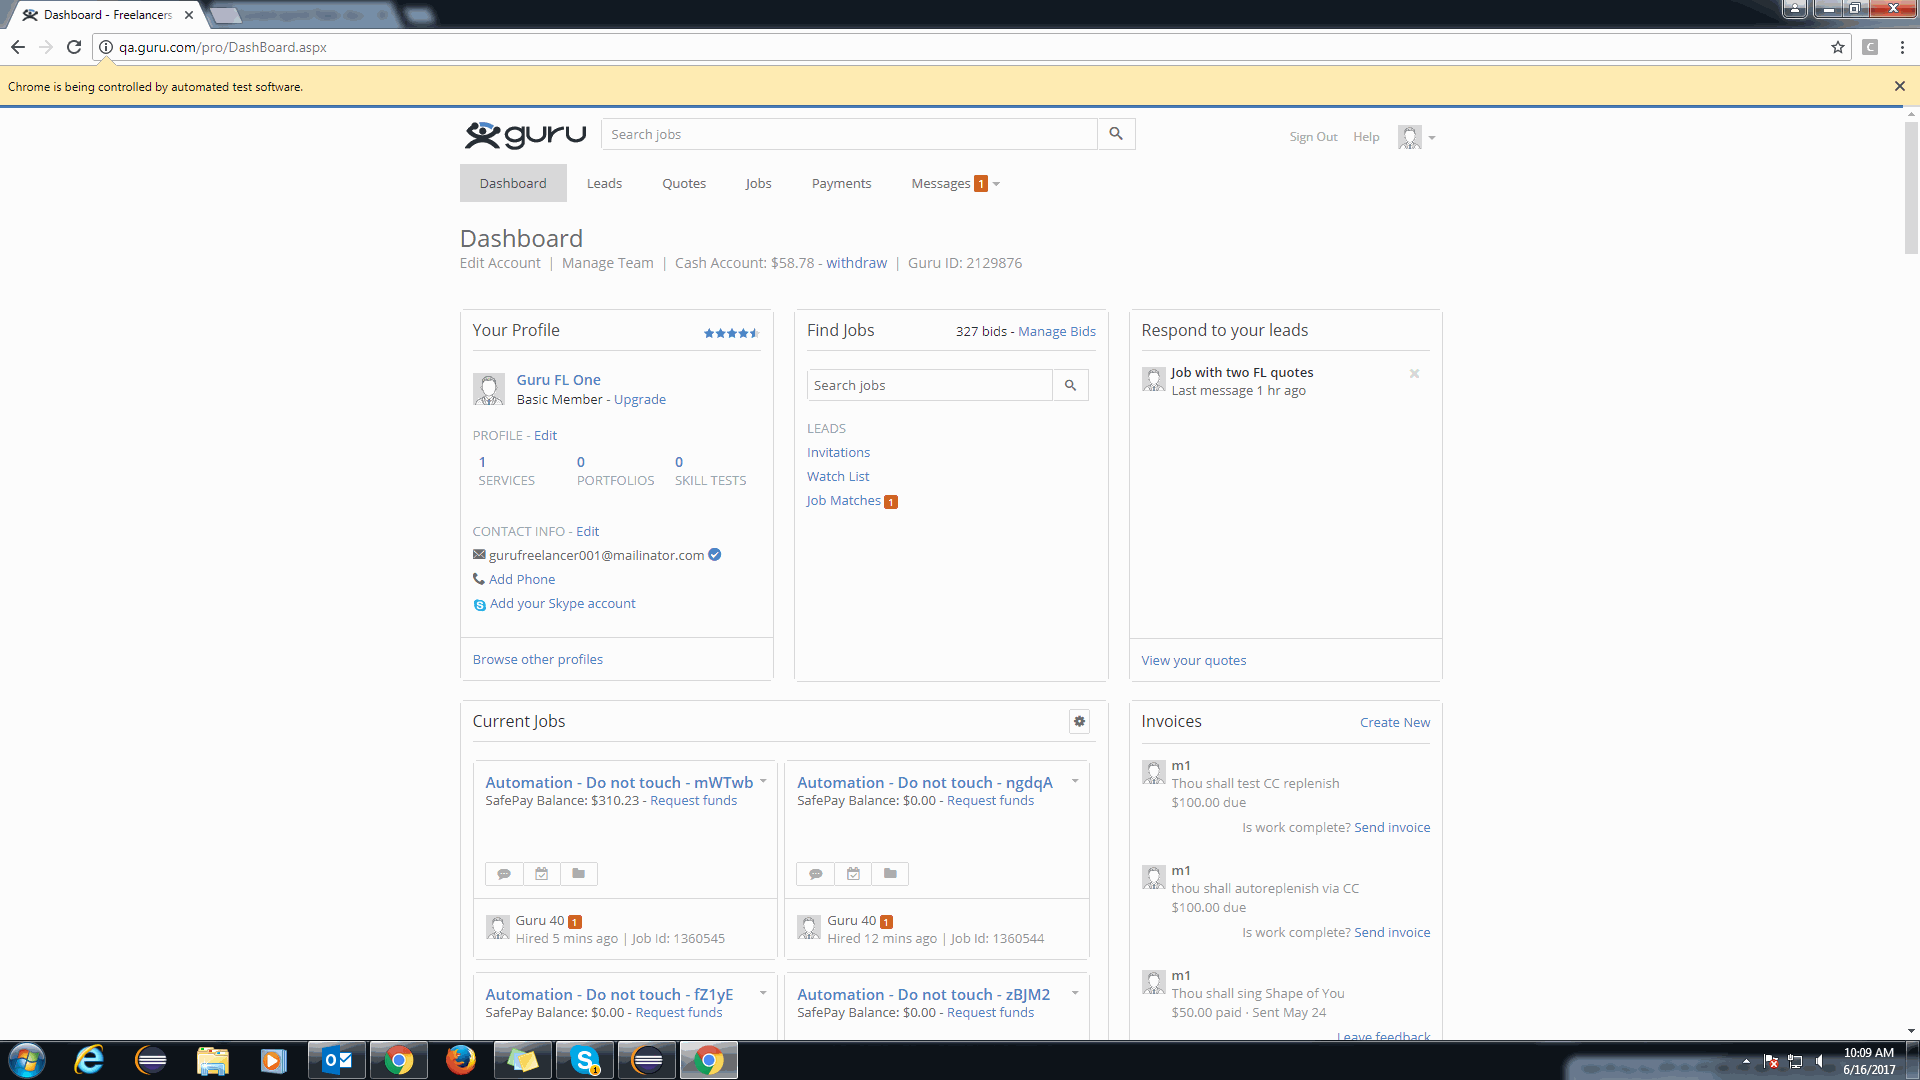 Dashboard - Freelancers
qa.guru.com/pro/DashBoard.aspx
C
Chrome is being controlled by automated test software.
guru
Search jobs
Sign Out Help
Dashboard Leads Quotes Jobs Payments Messages 1
Dashboard
Edit Account | Manage Team | Cash Account: $58.78 - withdraw | Guru ID: 2129876
Your Profile
Guru FL One
Basic Member - Upgrade
PROFILE - Edit
1 0 0
SERVICES PORTFOLIOS SKILL TESTS
CONTACT INFO - Edit
gurufreelancer001@mailinator.com
Add Phone
Add your Skype account
Browse other profiles
Find Jobs 327 bids - Manage Bids
Search jobs
LEADS
Invitations
Watch List
Job Matches 1
Respond to your leads
Job with two FL quotes
Last message 1 hr ago
View your quotes
Current Jobs
Automation - Do not touch - mWTwb
SafePay Balance: $310.23 - Request funds
Guru 40 1
Hired 5 mins ago | Job Id: 1360545
Automation - Do not touch - ngdqA
SafePay Balance: $0.00 - Request funds
Guru 40 1
Hired 12 mins ago | Job Id: 1360544
Automation - Do not touch - fZ1yE
SafePay Balance: $0.00 - Request funds
Automation - Do not touch - zBJM2
SafePay Balance: $0.00 - Request funds
Invoices Create New
m1
Thou shall test CC replenish
$100.00 due
Is work complete? Send invoice
m1
thou shall autoreplenish via CC
$100.00 due
Is work complete? Send invoice
m1
Thou shall sing Shape of You
$50.00 paid · Sent May 24
Leave feedback
10:09 AM
6/16/2017